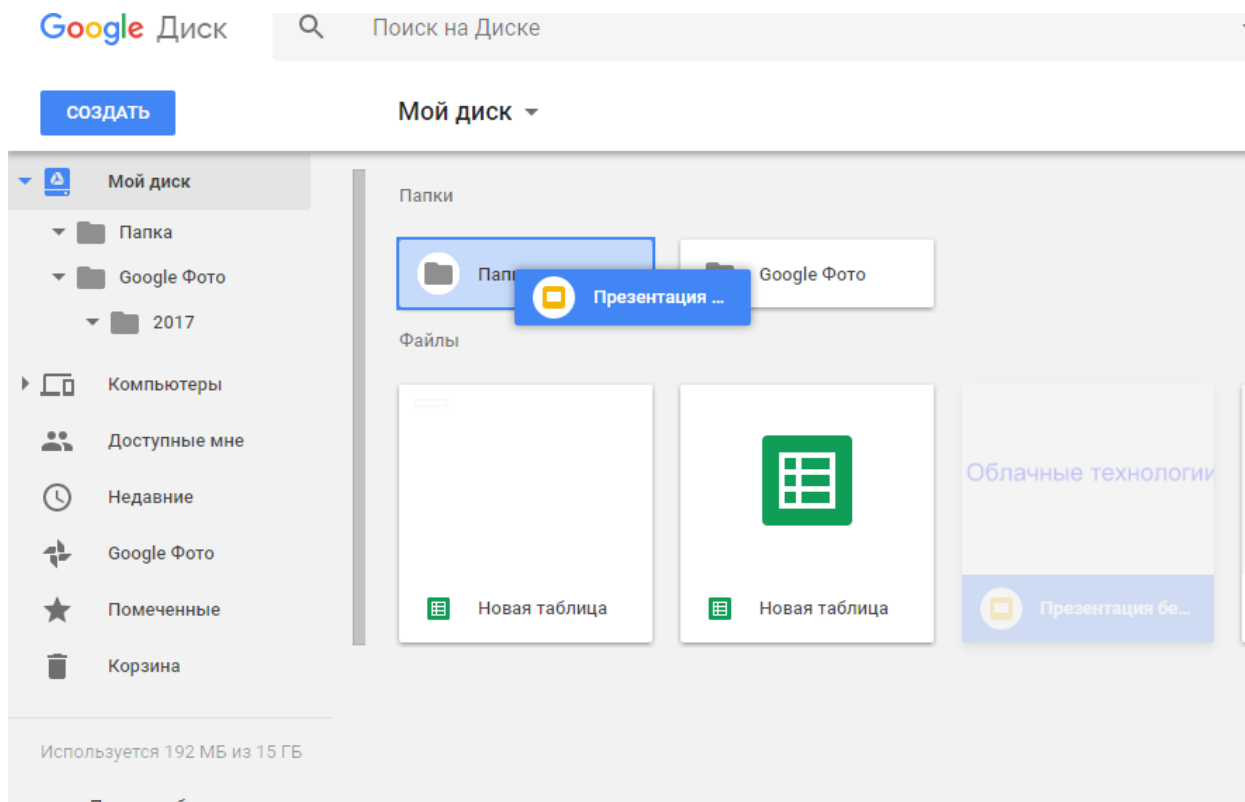 Google Диск
Поиск на Диске
СОЗДАТЬ
Мой диск
Мой диск
Папка
Google Фото
2017
Компьютеры
Доступные мне
Недавние
Google Фото
Помеченные
Корзина
Используется 192 МБ из 15 ГБ
Папки
Google Фото
Презентация ...
Файлы
Облачные технологии
Новая таблица
Новая таблица
Презентация бе...